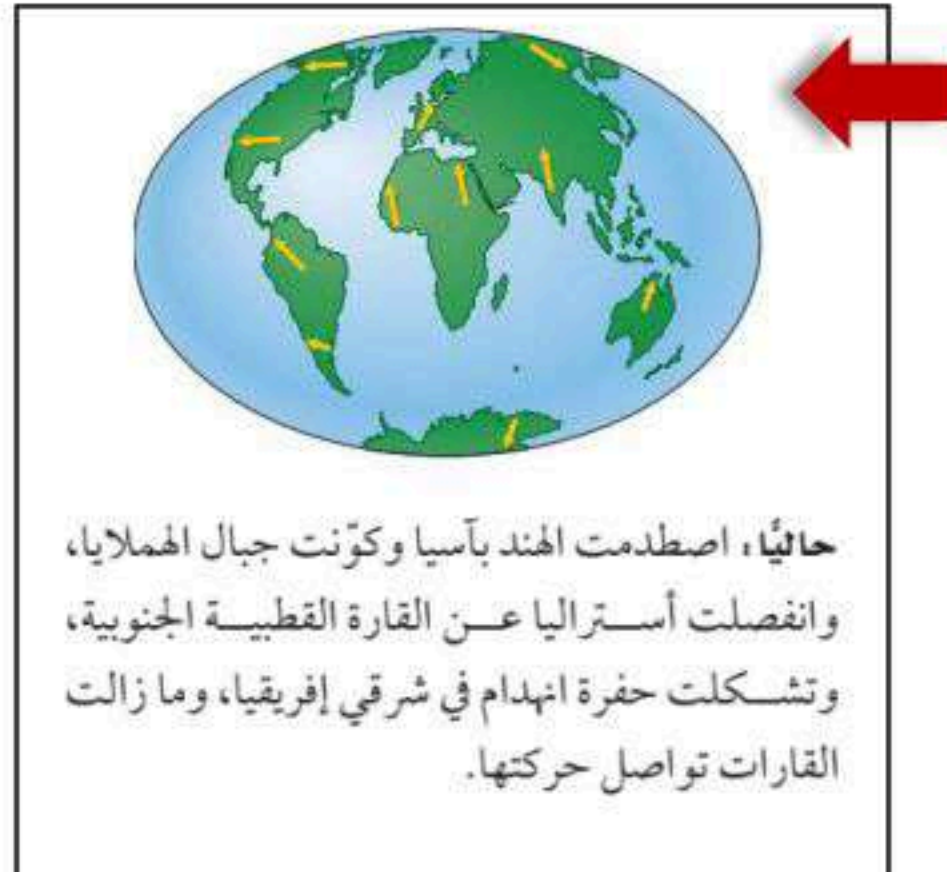 حاليًّا، اصطدمت الهند بآسيا وكوّنت جبال الهملايا،
وانفصلت أستراليا عن القارة القطبية الجنوبية،
وتشكلت حفرة انهدام في شرقي إفريقيا، وما زالت
القارات تواصل حركتها.